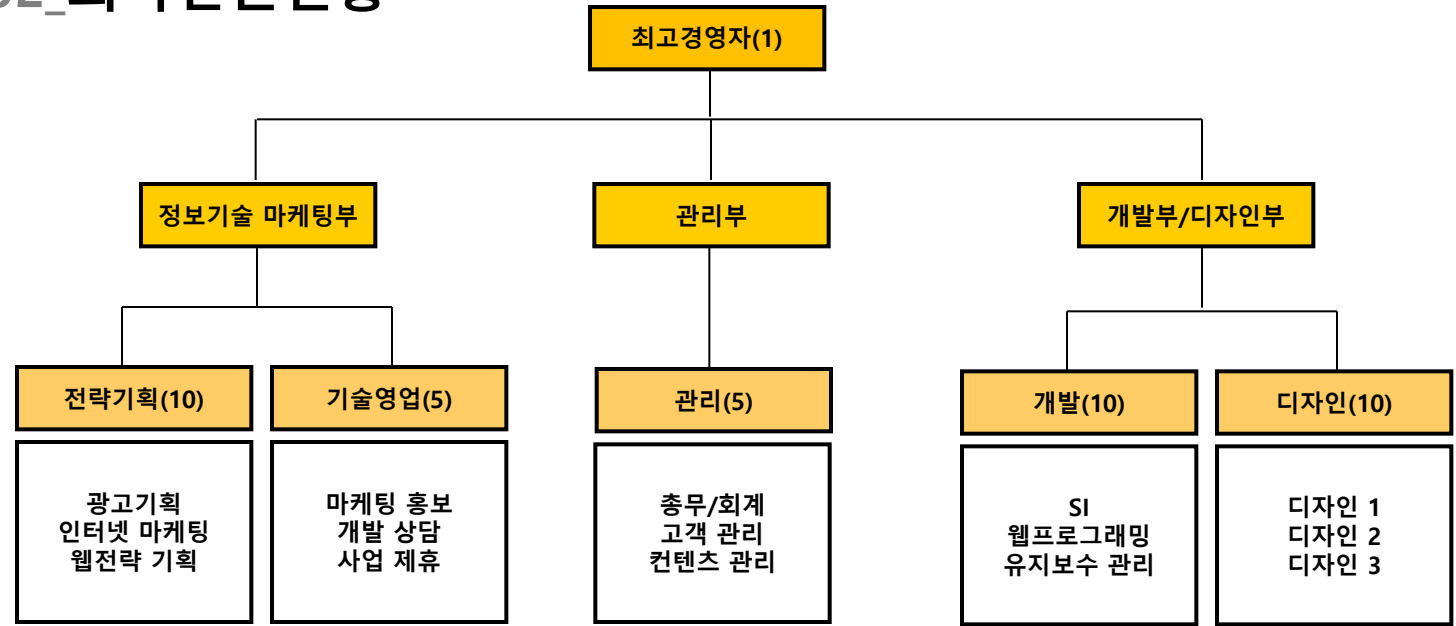 최고경영자(1)
정보기술 마케팅부
관리부
개발부/디자인부
전략기획(10)
기술영업(5)
관리(5)
개발(10)
디자인(10)
광고기획
인터넷 마케팅
웹전략 기획
마케팅 홍보
개발 상담
사업 제휴
총무/회계
고객 관리
컨텐츠 관리
SI
웹프로그래밍
유지보수 관리
디자인 1
디자인 2
디자인 3